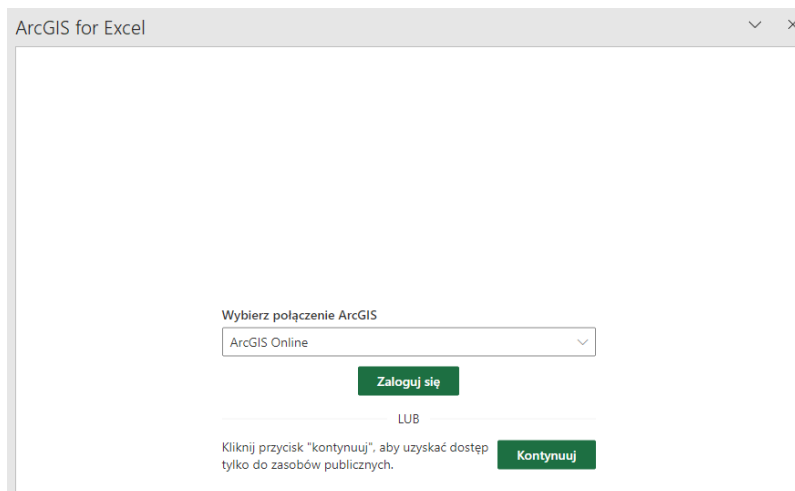 ArcGIS for Excel
Wybierz połączenie ArcGIS
ArcGIS Online
Zaloguj się
LUB
Kliknij przycisk "kontynuuj", aby uzyskać dostęp
tylko do zasobów publicznych.
Kontynuuj